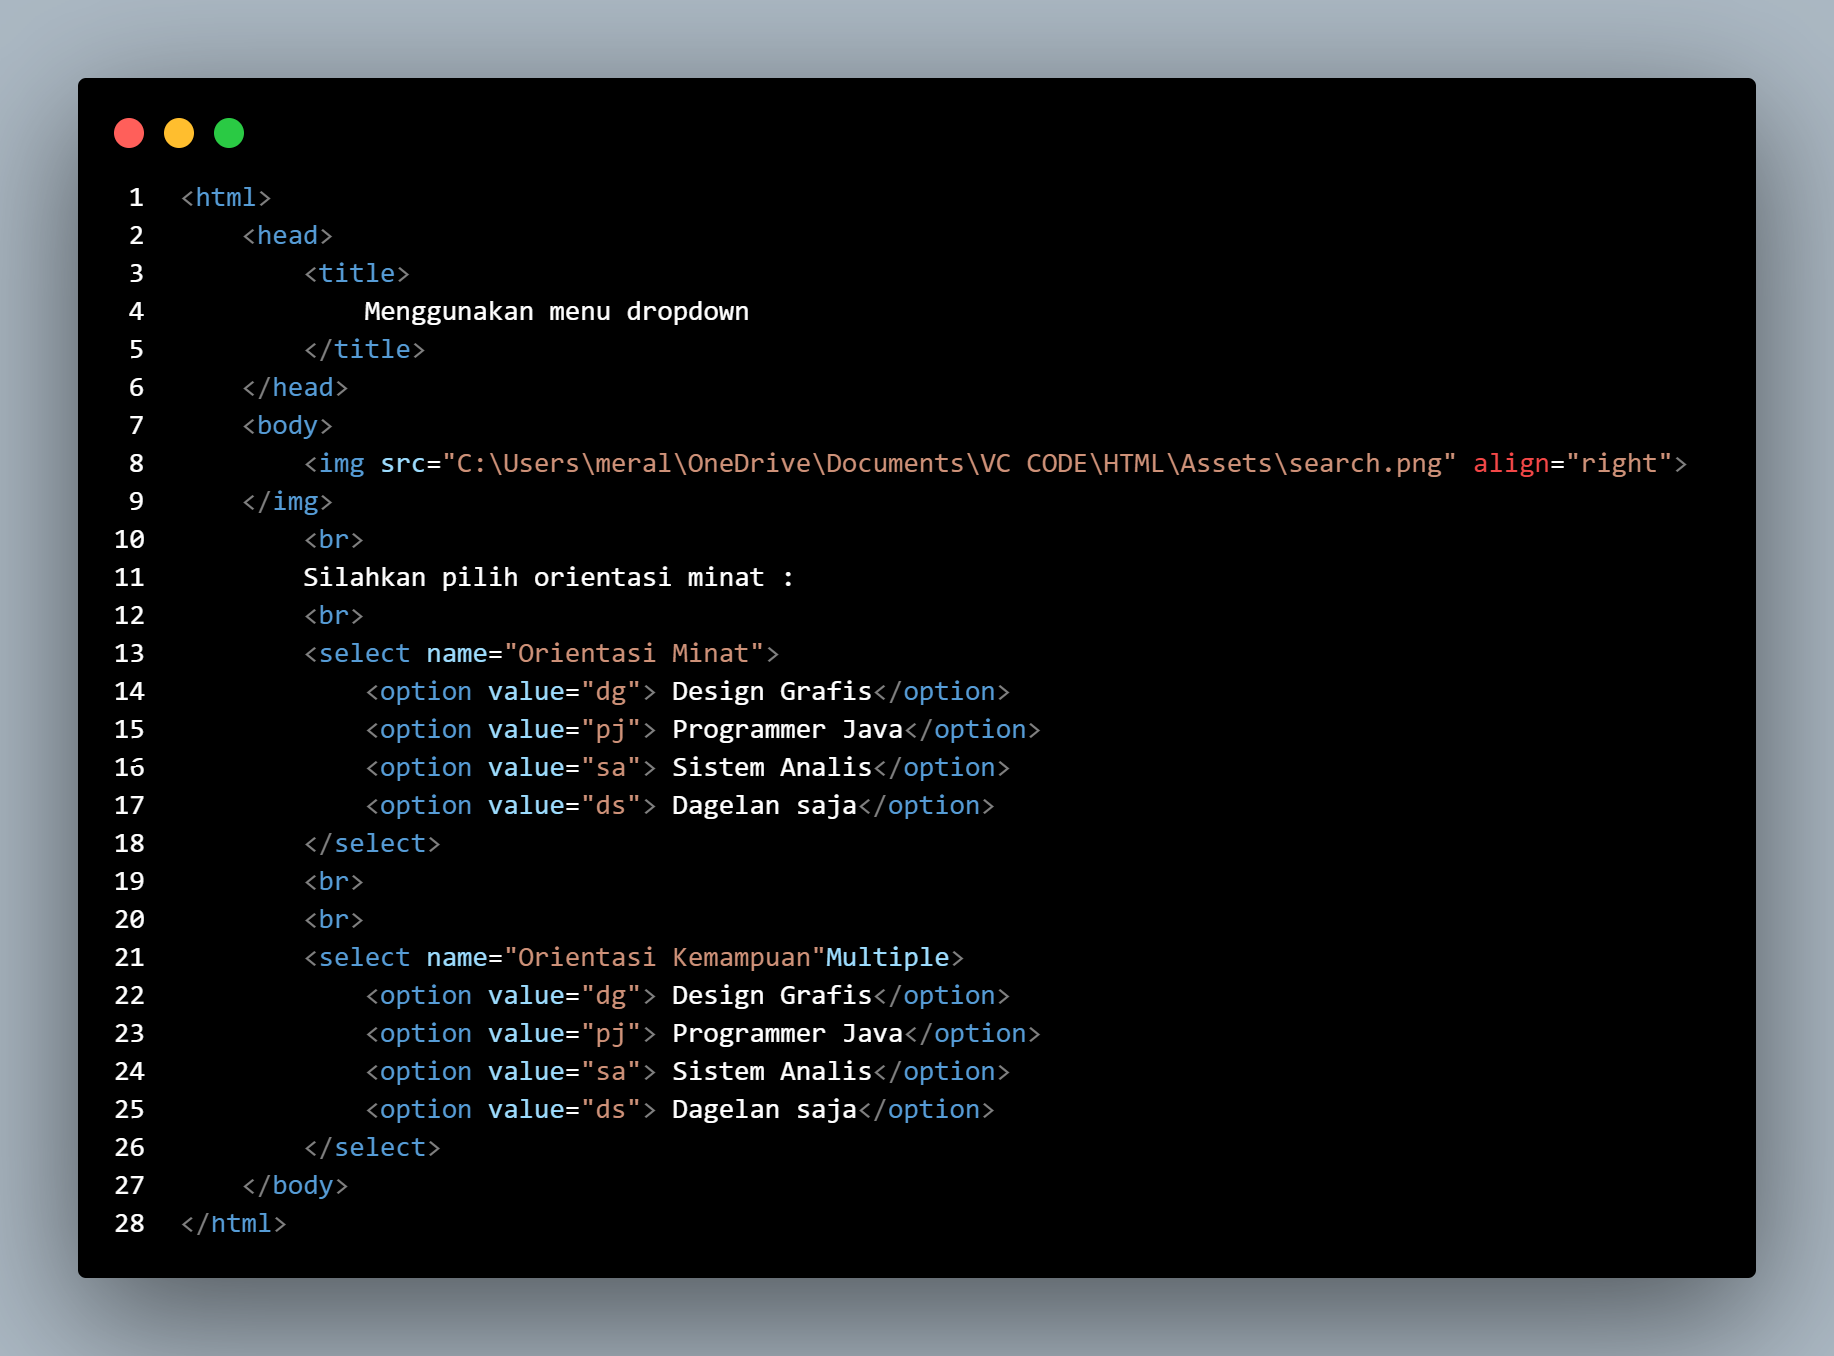 1 <html>
2     <head>
3         <title>
4             Menggunakan menu dropdown
5         </title>
6     </head>
7     <body>
8         <img src="C:\Users\meral\OneDrive\Documents\VC CODE\HTML\Assets\search.png" align="right">
9     </img>
10         <br>
11         Silahkan pilih orientasi minat :
12         <br>
13         <select name="Orientasi Minat">
14             <option value="dg"> Design Grafis</option>
15             <option value="pj"> Programmer Java</option>
16             <option value="sa"> Sistem Analis</option>
17             <option value="ds"> Dagelan saja</option>
18         </select>
19         <br>
20         <br>
21         <select name="Orientasi Kemampuan"Multiple>
22             <option value="dg"> Design Grafis</option>
23             <option value="pj"> Programmer Java</option>
24             <option value="sa"> Sistem Analis</option>
25             <option value="ds"> Dagelan saja</option>
26         </select>
27     </body>
28 </html>